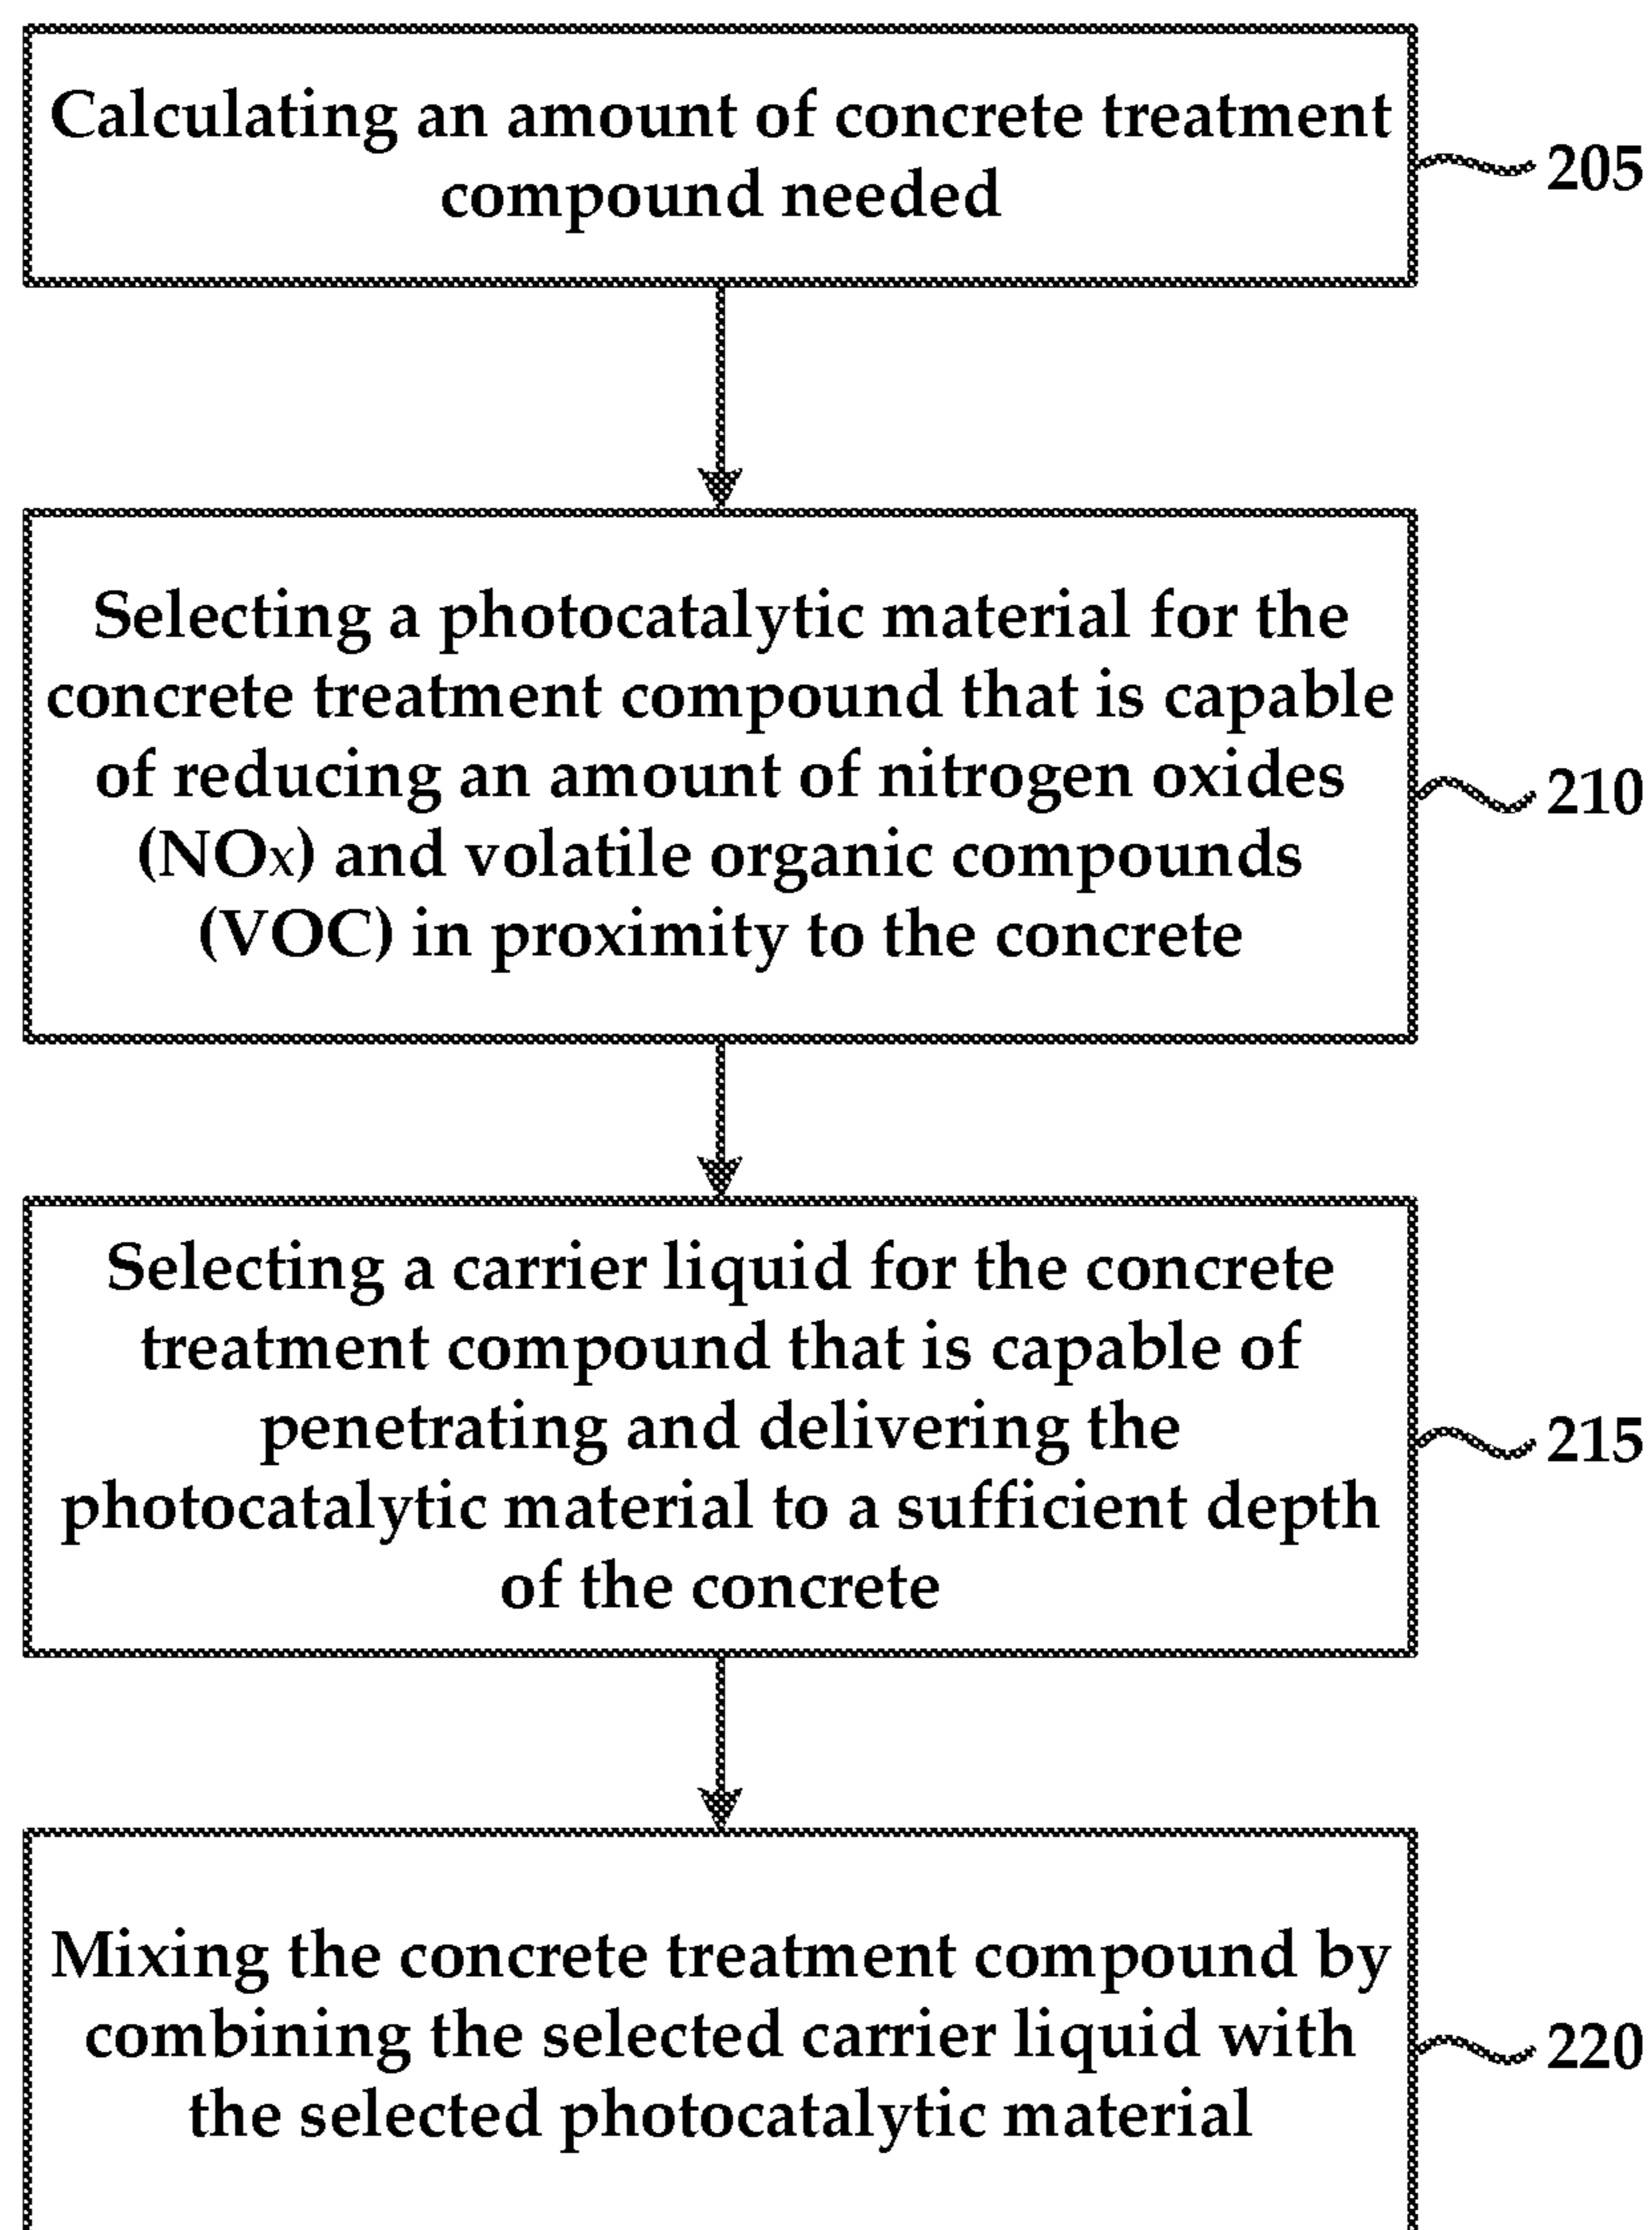 Calculating an amount of concrete treatment
compound needed
205
Selecting a photocatalytic material for the
concrete treatment compound that is capable
of reducing an amount of nitrogen oxides
(NOx) and volatile organic compounds
(VOC) in proximity to the concrete
210
Selecting a carrier liquid for the concrete
treatment compound that is capable of
penetrating and delivering the
photocatalytic material to a sufficient depth
of the concrete
215
Mixing the concrete treatment compound by
combining the selected carrier liquid with
the selected photocatalytic material
220